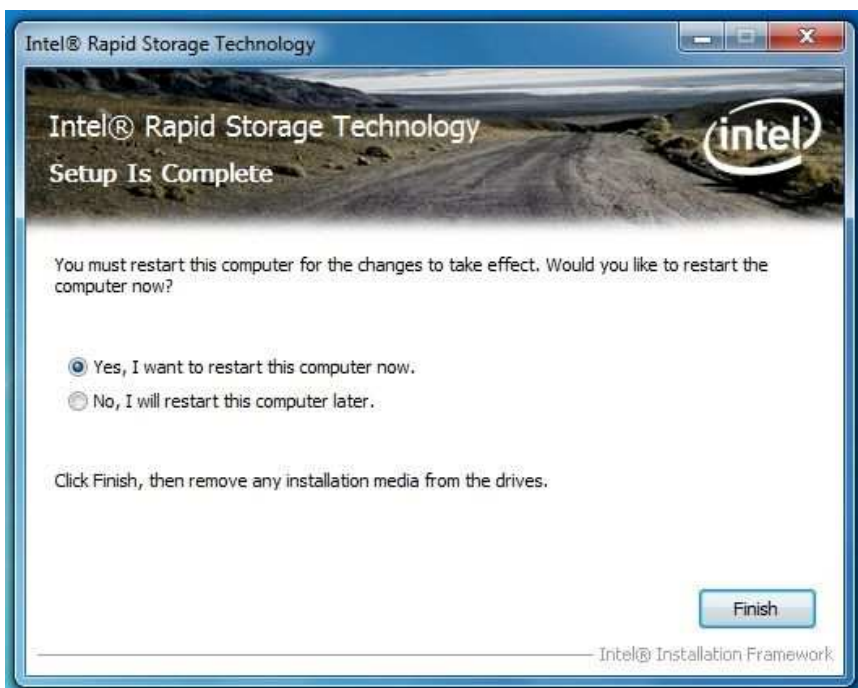 Intel® Rapid Storage Technology
Intel® Rapid Storage Technology
intel
Setup Is Complete
You must restart this computer for the changes to take effect. Would you like to restart the
computer now?
Yes, I want to restart this computer now.
No, I will restart this computer later.
Click Finish, then remove any installation media from the drives.
Finish
Intel® Installation Framework